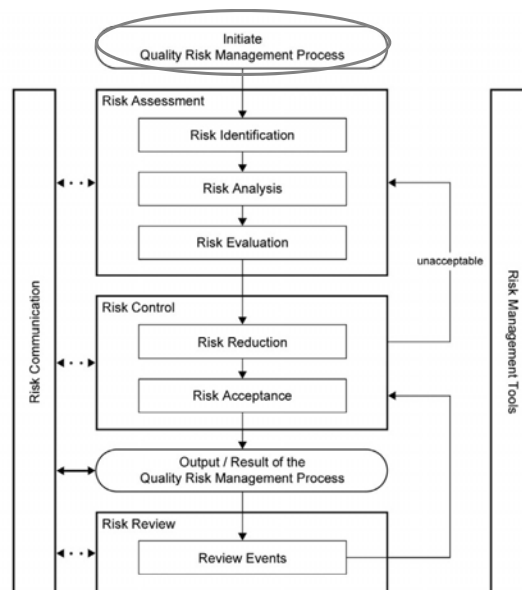 Initiate
Quality Risk Management Process
Risk Assessment
Risk Identification
Risk Analysis
Risk Evaluation
unacceptable
Risk Communication
Risk Management Tools
Risk Control
Risk Reduction
Risk Acceptance
Output / Result of the
Quality Risk Management Process
Risk Review
Review Events